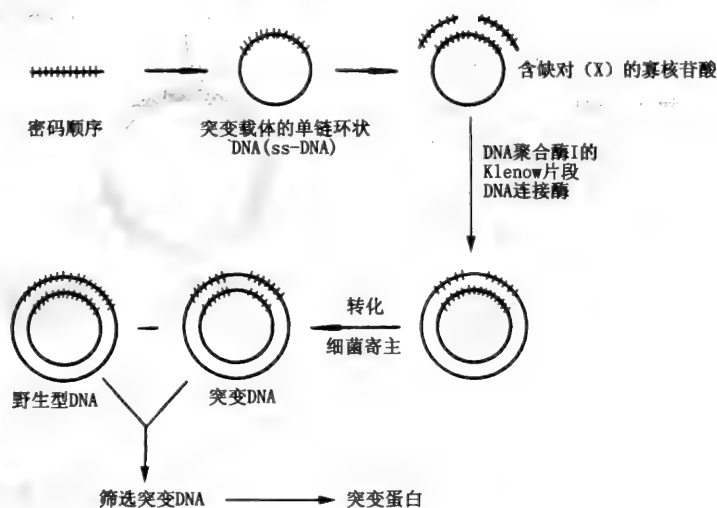 密码顺序
突变载体的单链环状
DNA(ss-DNA)
含缺对（X）的寡核苷酸
DNA聚合酶I的
Klenow片段
DNA连接酶
转化
细菌寄主
野生型DNA
突变DNA
筛选突变DNA
突变蛋白